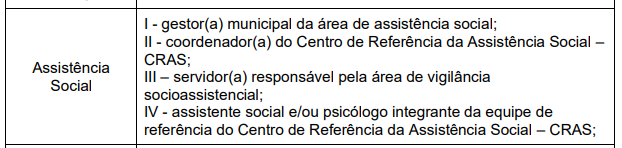 Assistência
Social
I - gestor(a) municipal da área de assistência social;
II - coordenador(a) do Centro de Referência da Assistência Social –
CRAS;
III – servidor(a) responsável pela área de vigilância
socioassistencial;
IV - assistente social e/ou psicólogo integrante da equipe de
referência do Centro de Referência da Assistência Social – CRAS;